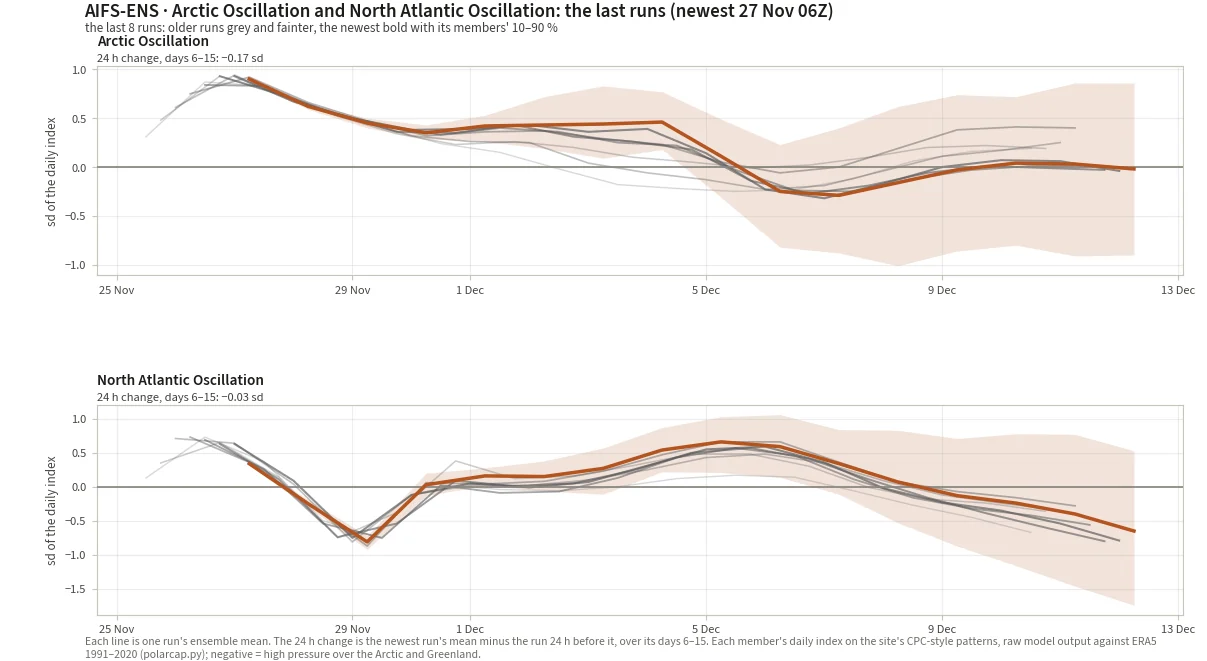 AIFS-ENS · Arctic Oscillation and North Atlantic Oscillation: the last runs (newest 27 Nov 06Z)
the last 8 runs: older runs grey and fainter, the newest bold with its members' 10–90 %
Arctic Oscillation
24 h change, days 6–15: −0.17 sd
sd of the daily index
1.0
0.5
0.0
−0.5
−1.0
25 Nov
29 Nov
1 Dec
5 Dec
9 Dec
13 Dec
North Atlantic Oscillation
24 h change, days 6–15: −0.03 sd
sd of the daily index
1.0
0.5
0.0
−0.5
−1.0
−1.5
25 Nov
29 Nov
1 Dec
5 Dec
9 Dec
13 Dec
Each line is one run's ensemble mean. The 24 h change is the newest run's mean minus the run 24 h before it, over its days 6–15. Each member's daily index on the site's CPC-style patterns, raw model output against ERA5
1991–2020 (polarcap.py); negative = high pressure over the Arctic and Greenland.